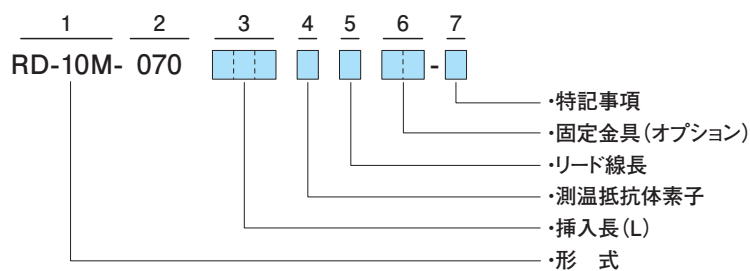 1 2 3 4 5 6 7
RD-10M- 070 -
・特記事項
・固定金具(オプション)
・リード線長
・測温抵抗体素子
・挿入長(L)
・形 式